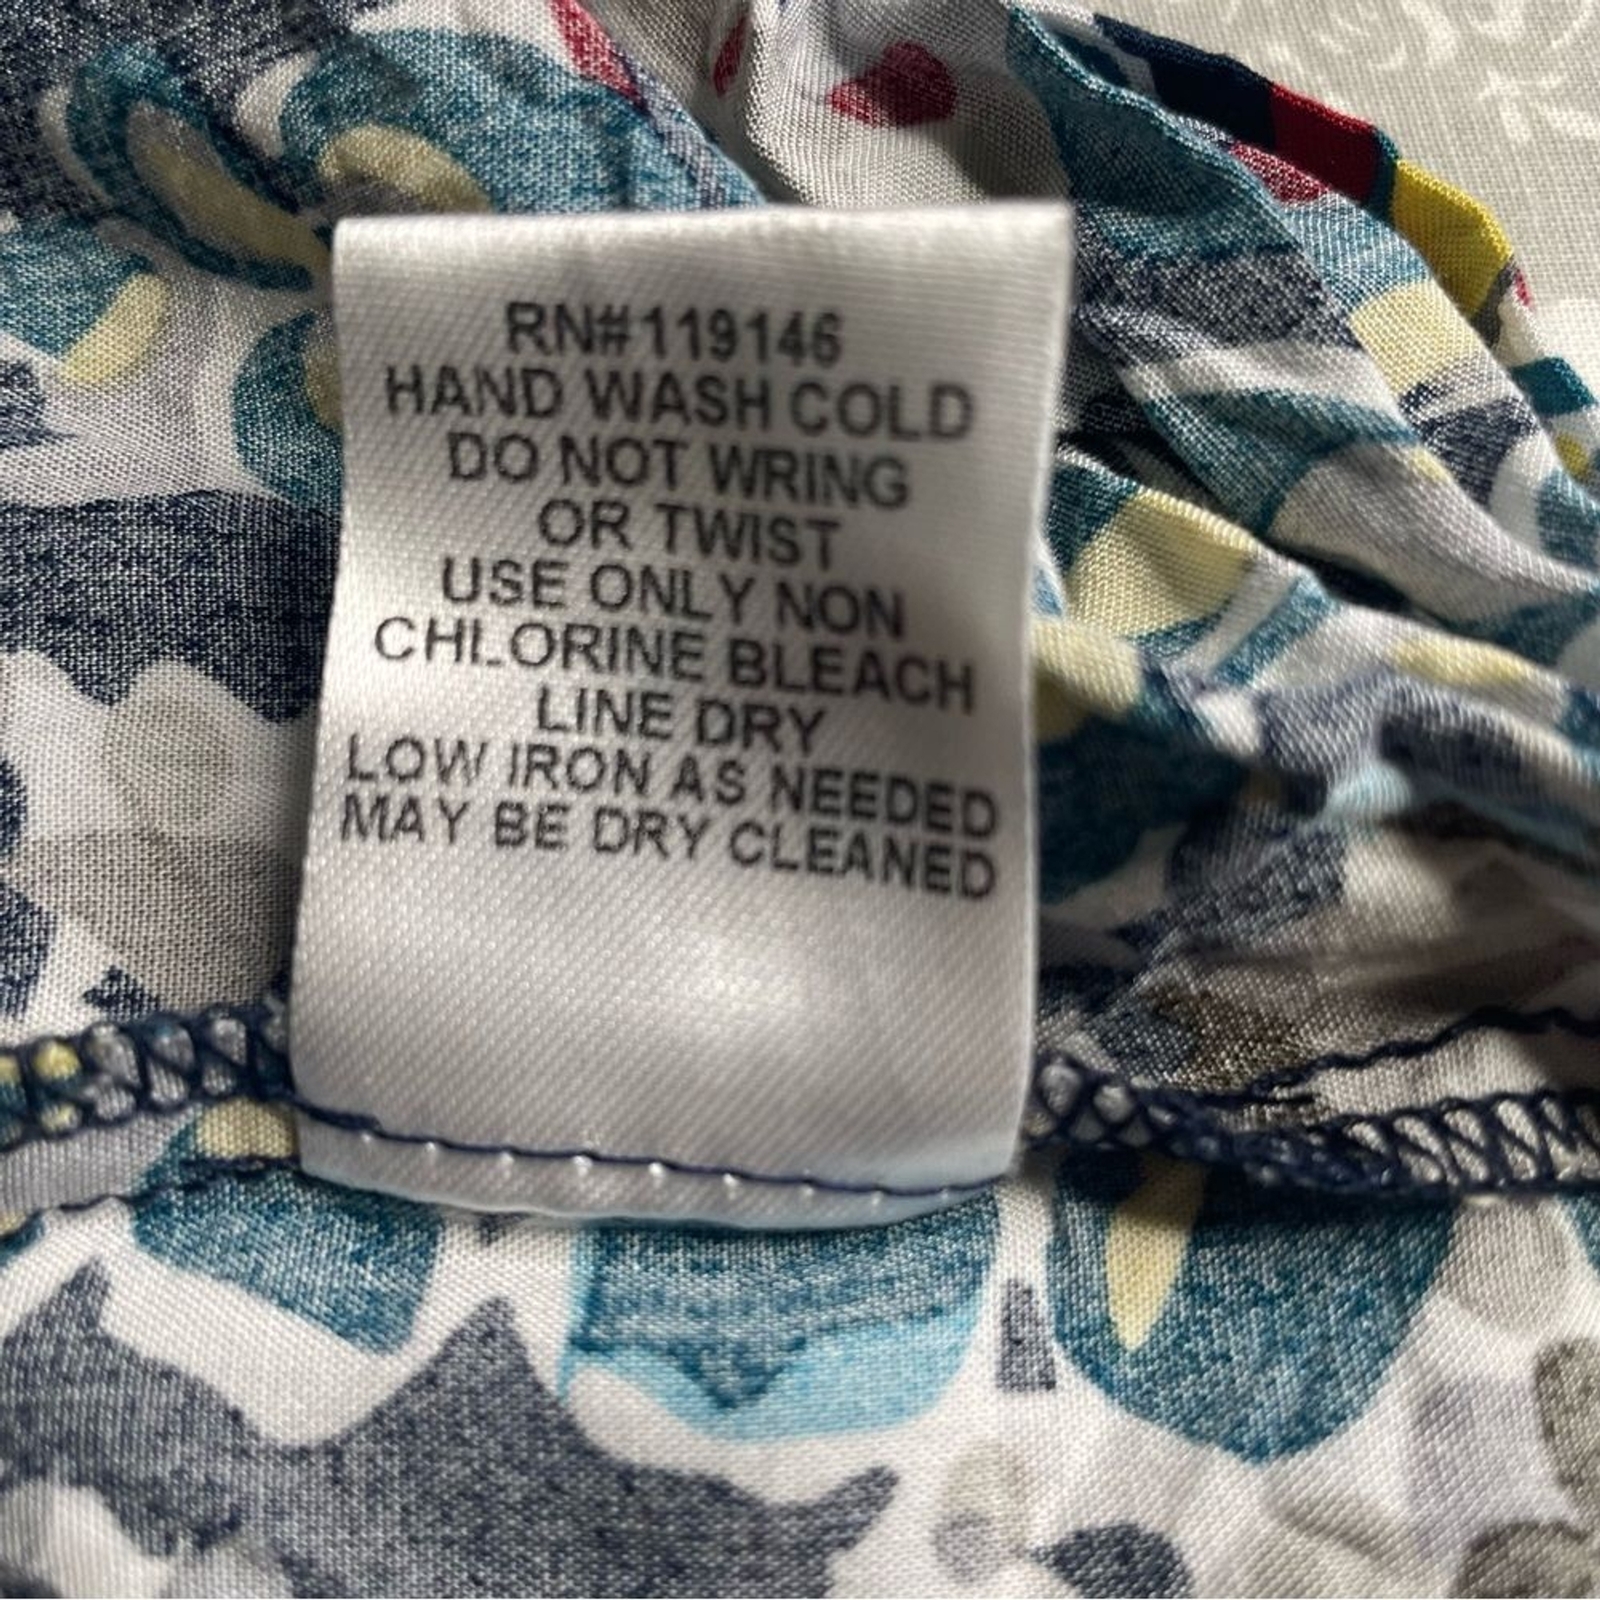 RN#119146
HAND WASH COLD
DO NOT WRING
OR TWIST
USE ONLY NON
CHLORINE BLEACH
LINE DRY
LOW IRON AS NEEDED
MAY BE DRY CLEANED